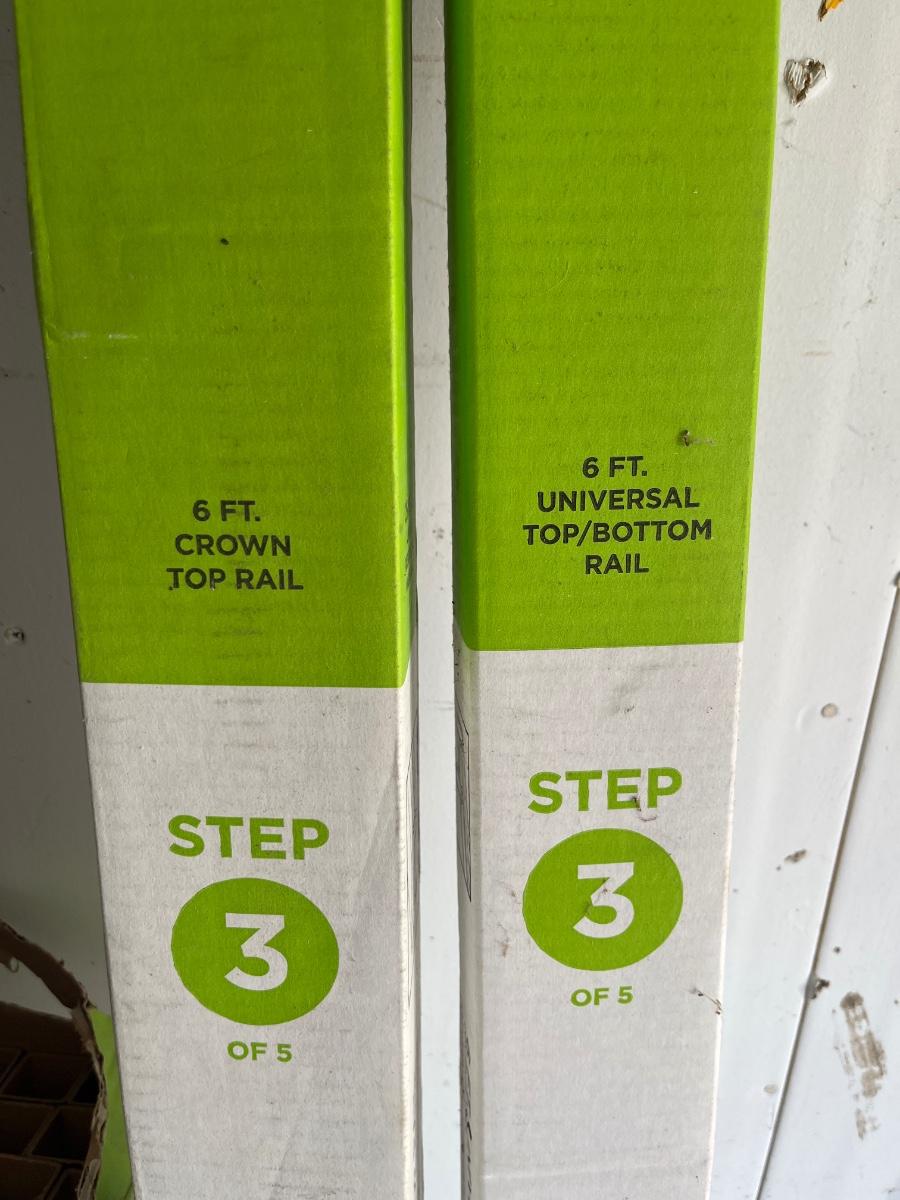 6 FT.
CROWN
TOP RAIL
STEP
3
OF 5
6 FT.
UNIVERSAL
TOP/BOTTOM
RAIL
STEP
3
OF 5